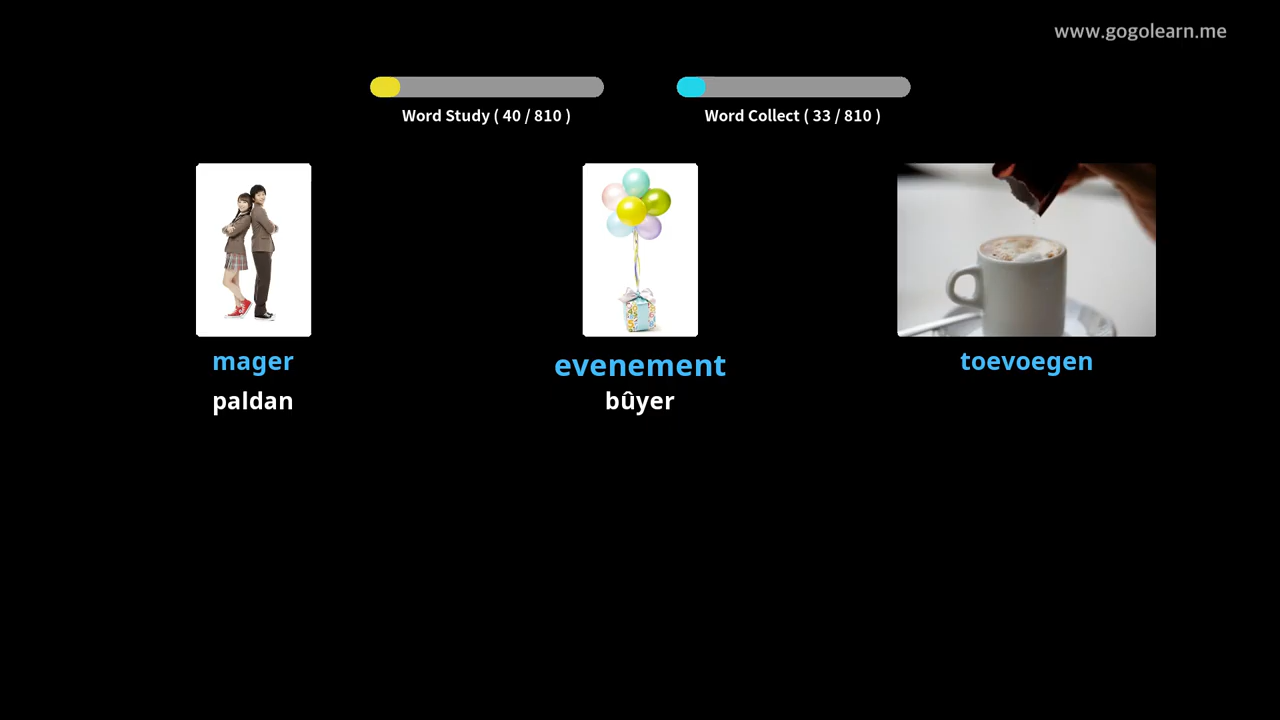 www.gogolearn.me
Word Study ( 40 / 810 )
Word Collect ( 33 / 810 )
mager
evenement
toevoegen
paldan
bûyer